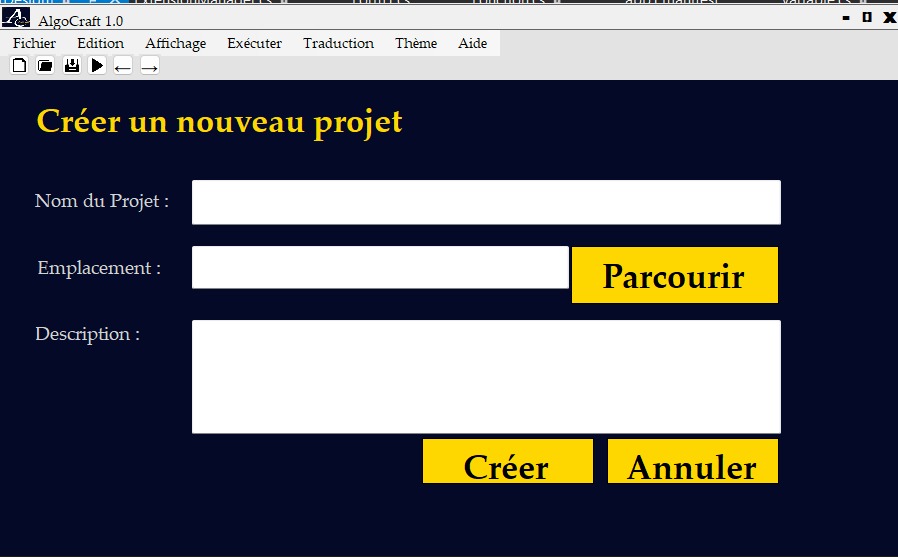 AlgoCraft 1.0
Fichier Edition Affichage Exécuter Traduction Thème Aide
Créer un nouveau projet
Nom du Projet :
Emplacement :
Parcourir
Description :
Créer Annuler